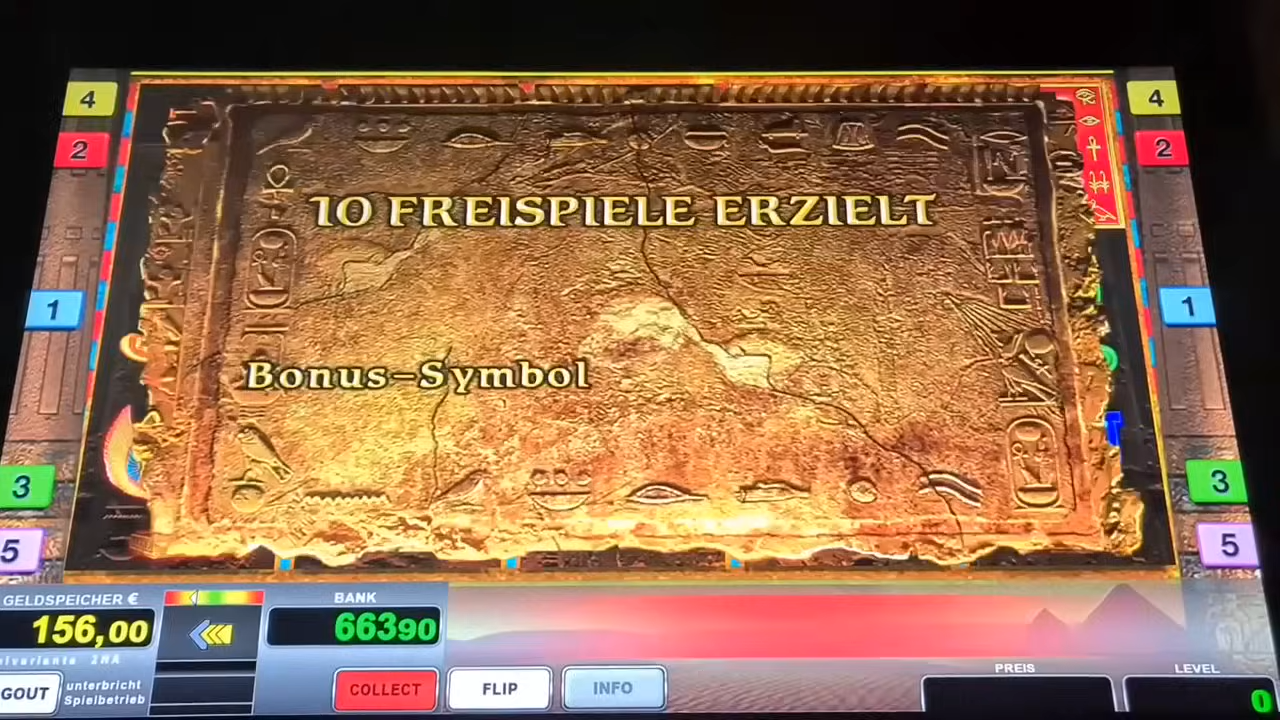 4
4
2
2
10 FREISPIELE ERZIELT
1
1
Bonus-Symbol
3
3
5
5
GELDSPEICHER €
BANK
156,00
66390
PREIS
LEVEL
GOUT
unterbricht
Spielbetrieb
COLLECT
FLIP
INFO
0